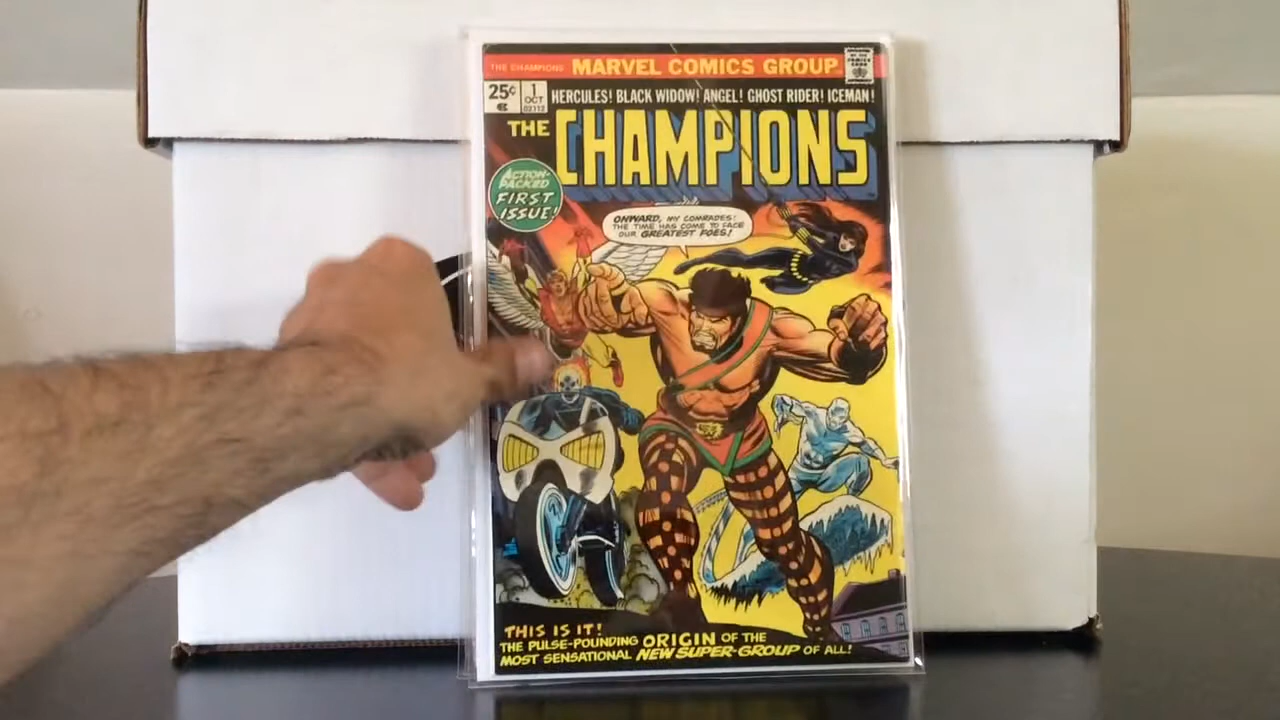 THE CHAMPIONS MARVEL COMICS GROUP
25¢ 1 OCT 02112
HERCULES! BLACK WIDOW! ANGEL! GHOST RIDER! ICEMAN!
THE CHAMPIONS
ACTION-
PACKED
FIRST
ISSUE!
ONWARD, MY COMRADES!
THE TIME HAS COME TO FACE
OUR GREATEST FOES!
THIS IS IT!
THE PULSE-POUNDING ORIGIN OF THE
MOST SENSATIONAL NEW SUPER-GROUP OF ALL!